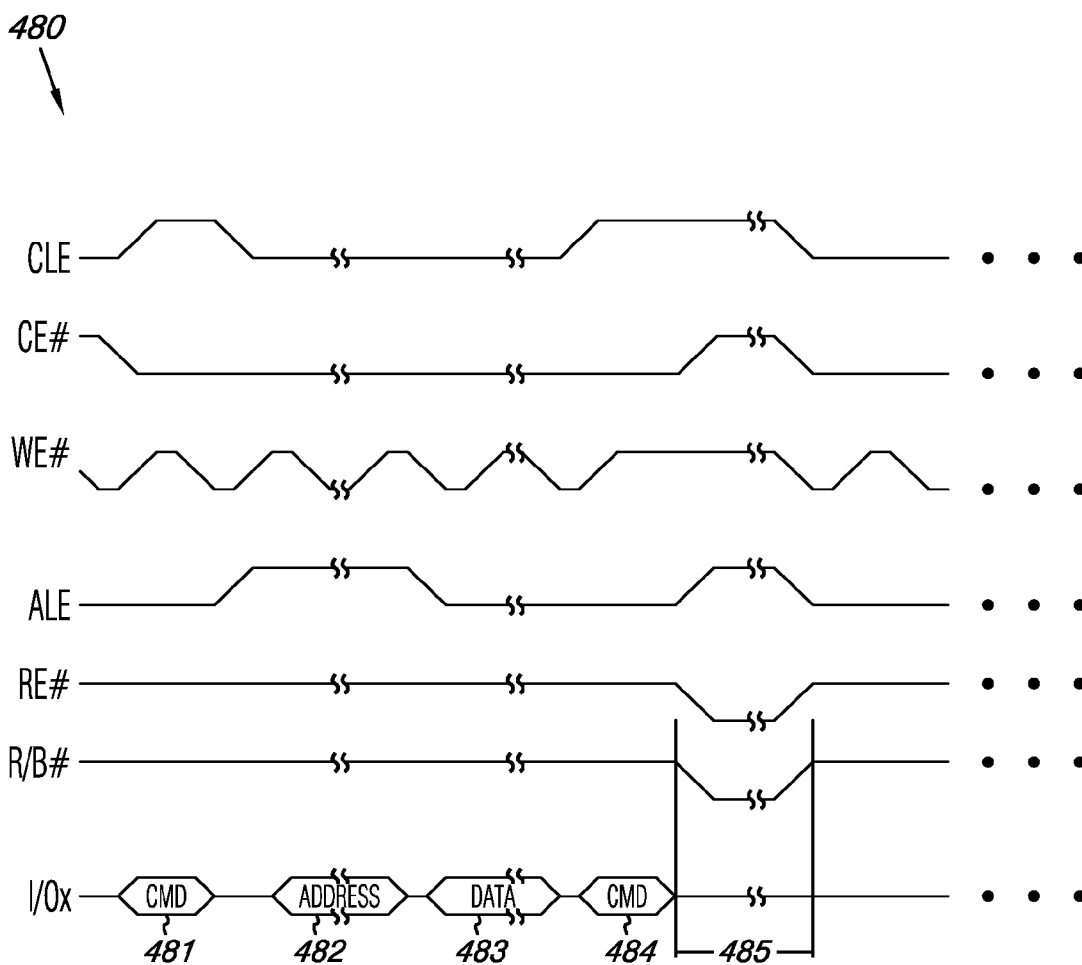 480
CLE
CE#
WE#
ALE
RE#
R/B#
I/Ox
CMD ADDRESS DATA CMD
481 482 483 484 485